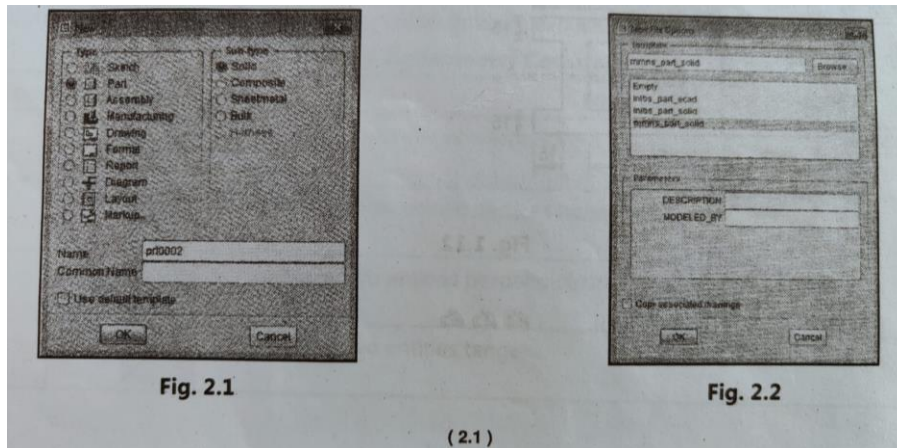 New
Type
Sub-type
Sketch
Part
Assembly
Manufacturing
Drawing
Format
Report
Diagram
Layout
Markup
Solid
Composite
Sheetmetal
Bulk
Harness
Name prt0002
Common Name
Use default template
OK Cancel
Fig. 2.1
New File Options
Template
mmns_part_solid Browse...
Empty
inlbs_part_ecad
inlbs_part_solid
mmns_part_solid
Parameters
DESCRIPTION
MODELED_BY
Copy associated drawings
OK Cancel
Fig. 2.2
( 2.1 )